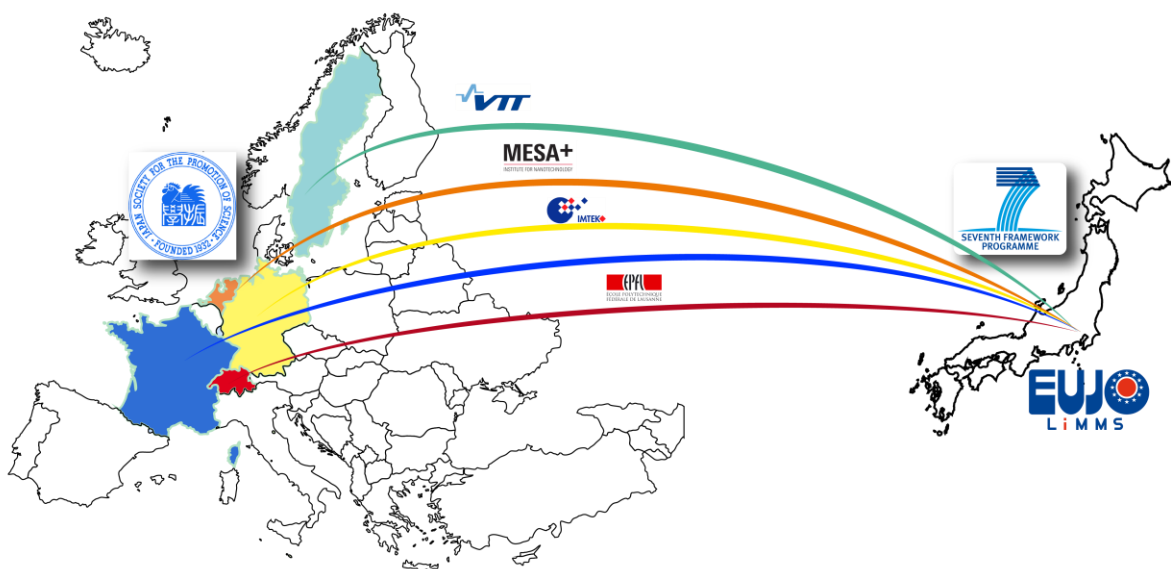 VTT
MESA+
INSTITUTE FOR NANOTECHNOLOGY
IMTEK
JAPAN SOCIETY FOR THE PROMOTION OF SCIENCE
· FOUNDED 1932 ·
SEVENTH FRAMEWORK
PROGRAMME
EPFL
ECOLE POLYTECHNIQUE
FÉDÉRALE DE LAUSANNE
EUJO
LiMMS